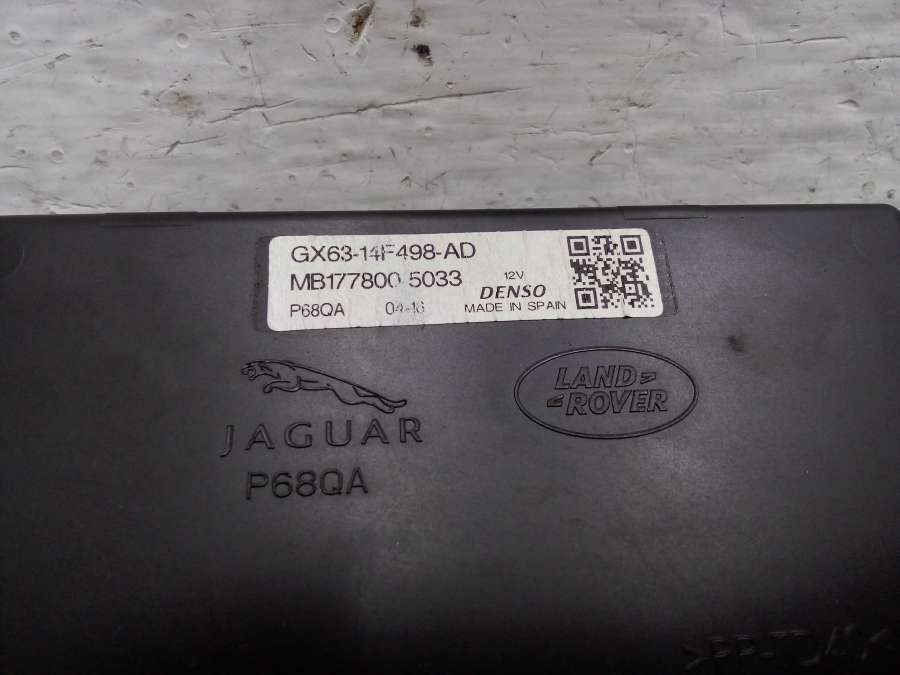 GX63-14F498-AD
MB177800 5033
12V
DENSO
P68QA 04-16
MADE IN SPAIN
JAGUAR
LAND
ROVER
P68QA